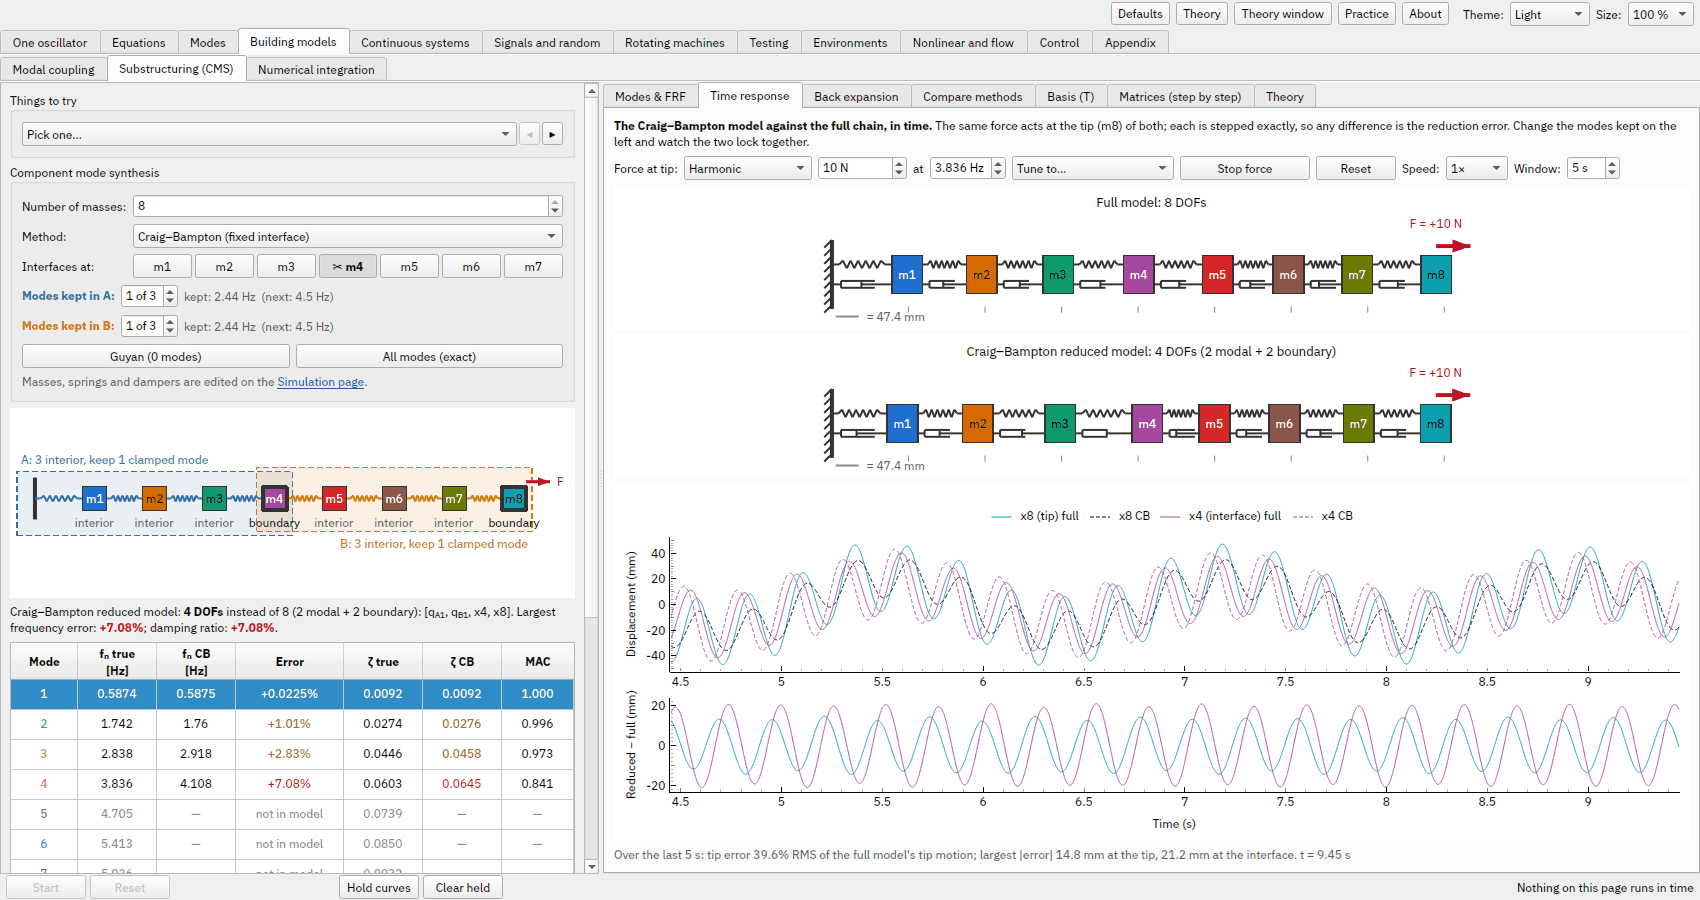 Defaults Theory Theory window Practice About Theme: Light Size: 100 %
One oscillator Equations Modes Building models Continuous systems Signals and random Rotating machines Testing Environments Nonlinear and flow Control Appendix
Modal coupling Substructuring (CMS) Numerical integration
Things to try
Pick one...
Component mode synthesis
Number of masses: 8
Method: Craig–Bampton (fixed interface)
Interfaces at: m1 m2 m3 ✂ m4 m5 m6 m7
Modes kept in A: 1 of 3 kept: 2.44 Hz (next: 4.5 Hz)
Modes kept in B: 1 of 3 kept: 2.44 Hz (next: 4.5 Hz)
Guyan (0 modes) All modes (exact)
Masses, springs and dampers are edited on the Simulation page.
A: 3 interior, keep 1 clamped mode
m1 m2 m3 m4 m5 m6 m7 m8 F
interior interior interior boundary interior interior interior boundary
B: 3 interior, keep 1 clamped mode
Craig–Bampton reduced model: 4 DOFs instead of 8 (2 modal + 2 boundary): [qA1, qB1, x4, x8]. Largest
frequency error: +7.08%; damping ratio: +7.08%.
Mode fn true [Hz] fn CB [Hz] Error ζ true ζ CB MAC
1 0.5874 0.5875 +0.0225% 0.0092 0.0092 1.000
2 1.742 1.76 +1.01% 0.0274 0.0276 0.996
3 2.838 2.918 +2.83% 0.0446 0.0458 0.973
4 3.836 4.108 +7.08% 0.0603 0.0645 0.841
5 4.705 — not in model 0.0739 — —
6 5.413 — not in model 0.0850 — —
Start Reset Hold curves Clear held
Modes & FRF Time response Back expansion Compare methods Basis (T) Matrices (step by step) Theory
The Craig–Bampton model against the full chain, in time. The same force acts at the tip (m8) of both; each is stepped exactly, so any difference is the reduction error. Change the modes kept on the
left and watch the two lock together.
Force at tip: Harmonic 10 N at 3.836 Hz Tune to... Stop force Reset Speed: 1× Window: 5 s
Full model: 8 DOFs
F = +10 N
m1 m2 m3 m4 m5 m6 m7 m8
= 47.4 mm
Craig–Bampton reduced model: 4 DOFs (2 modal + 2 boundary)
F = +10 N
m1 m2 m3 m4 m5 m6 m7 m8
= 47.4 mm
x8 (tip) full x8 CB x4 (interface) full x4 CB
Displacement (mm)
40
20
0
-20
-40
4.5 5 5.5 6 6.5 7 7.5 8 8.5 9
Reduced − full (mm)
20
0
-20
4.5 5 5.5 6 6.5 7 7.5 8 8.5 9
Time (s)
Over the last 5 s: tip error 39.6% RMS of the full model's tip motion; largest |error| 14.8 mm at the tip, 21.2 mm at the interface. t = 9.45 s
Nothing on this page runs in time